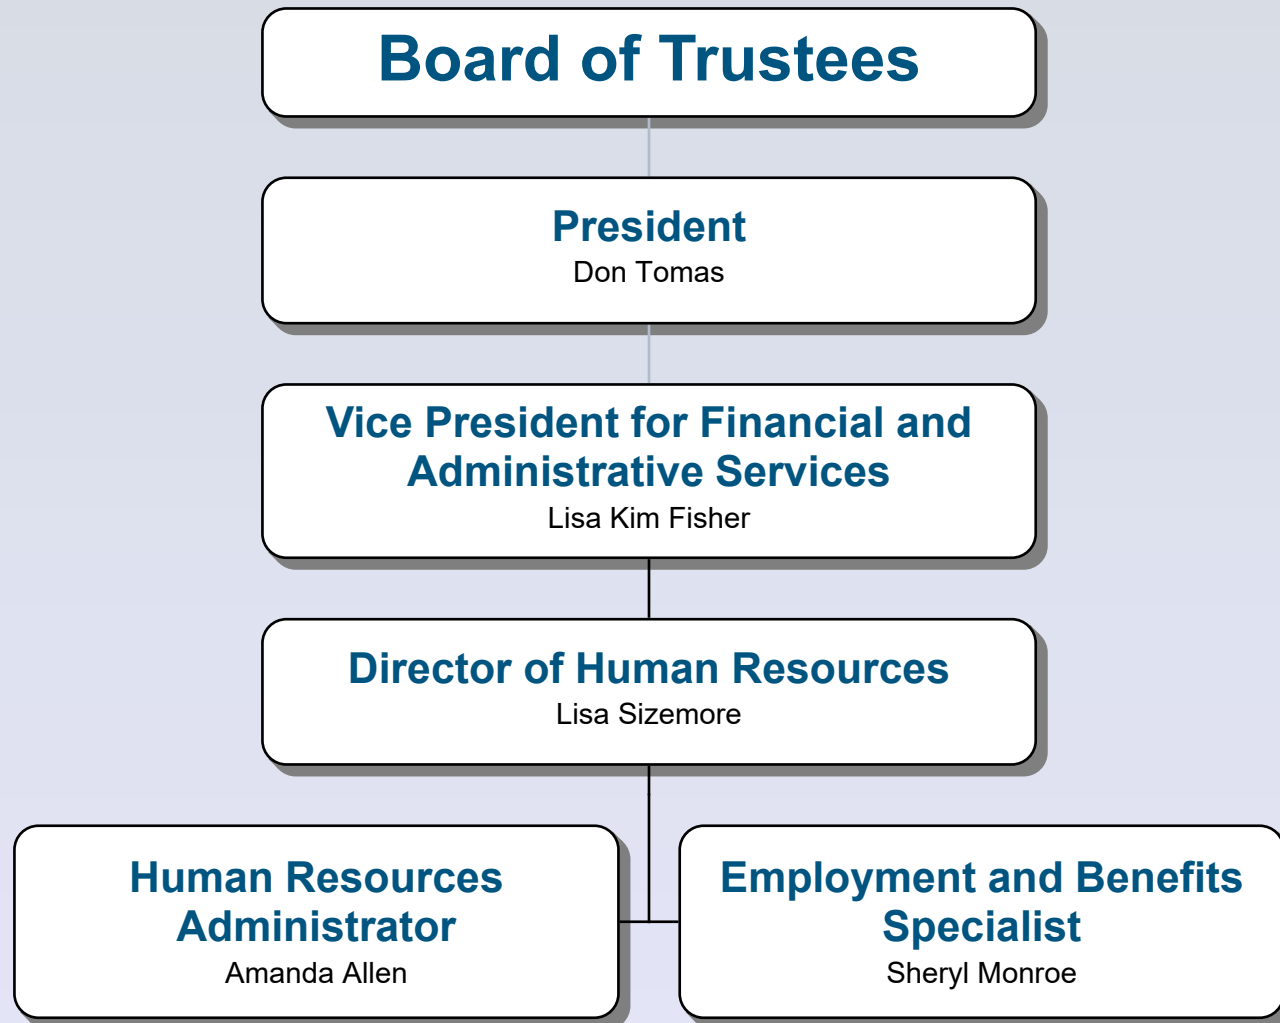 Board of Trustees
President
Don Tomas
Vice President for Financial and
Administrative Services
Lisa Kim Fisher
Director of Human Resources
Lisa Sizemore
Human Resources
Administrator
Amanda Allen
Employment and Benefits
Specialist
Sheryl Monroe